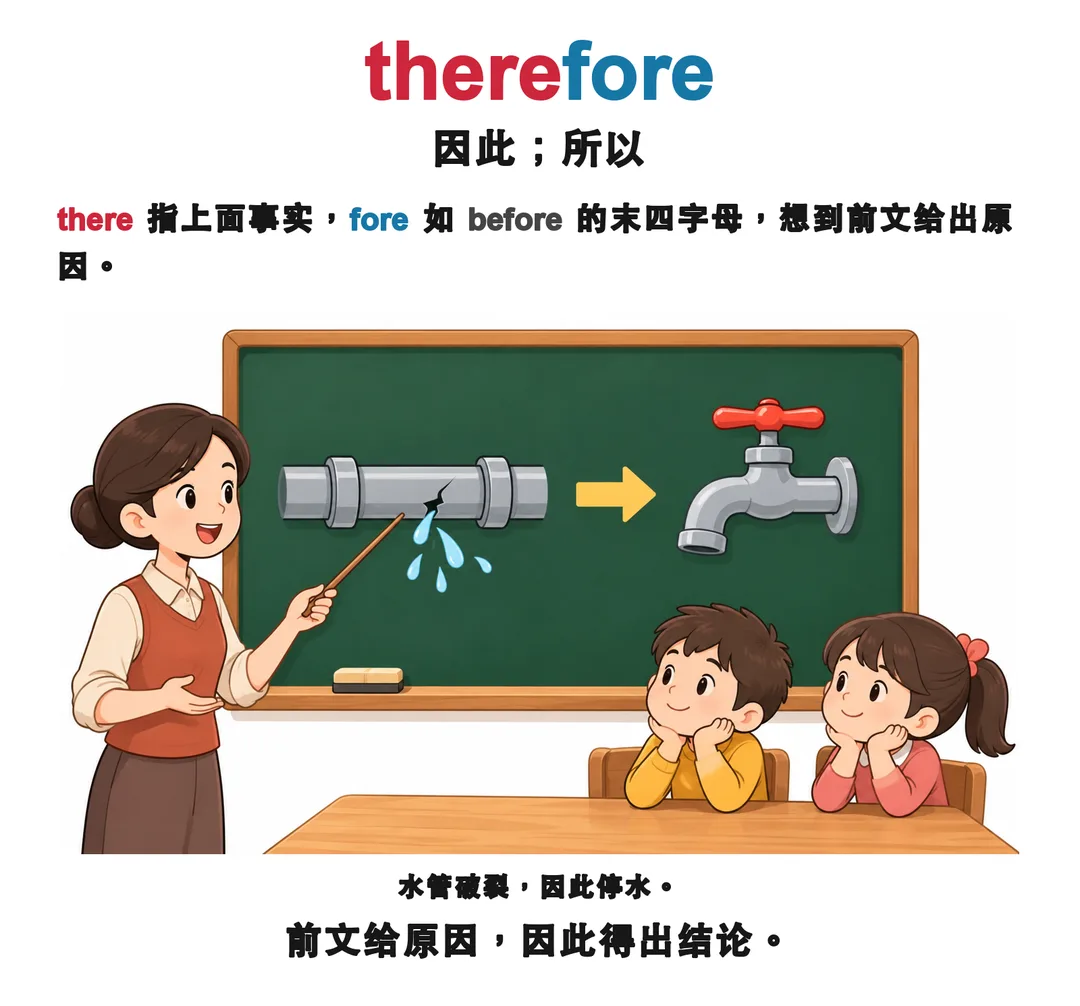 therefore
因此；所以
there 指上面事实，fore 如 before 的末四字母，想到前文给出原
因。
水管破裂，因此停水。
前文给原因，因此得出结论。